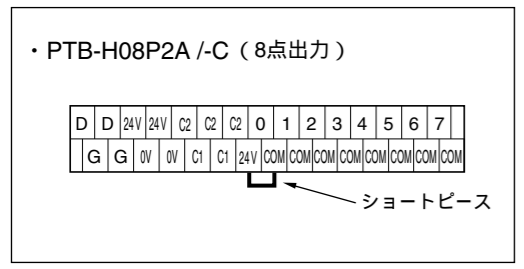 ・PTB-H08P2A /-C（8点出力）
D D 24V 24V C2 C2 C2 0 1 2 3 4 5 6 7
G G 0V 0V C1 C1 24V COM COM COM COM COM COM COM COM
ショートピース